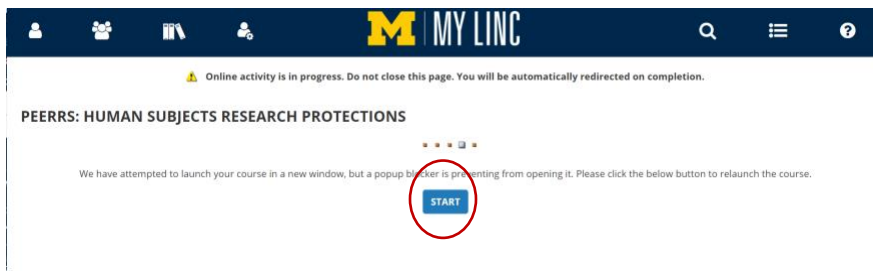 M | MY LINC
Online activity is in progress. Do not close this page. You will be automatically redirected on completion.
PEERRS: HUMAN SUBJECTS RESEARCH PROTECTIONS
We have attempted to launch your course in a new window, but a popup blocker is preventing from opening it. Please click the below button to relaunch the course.
START